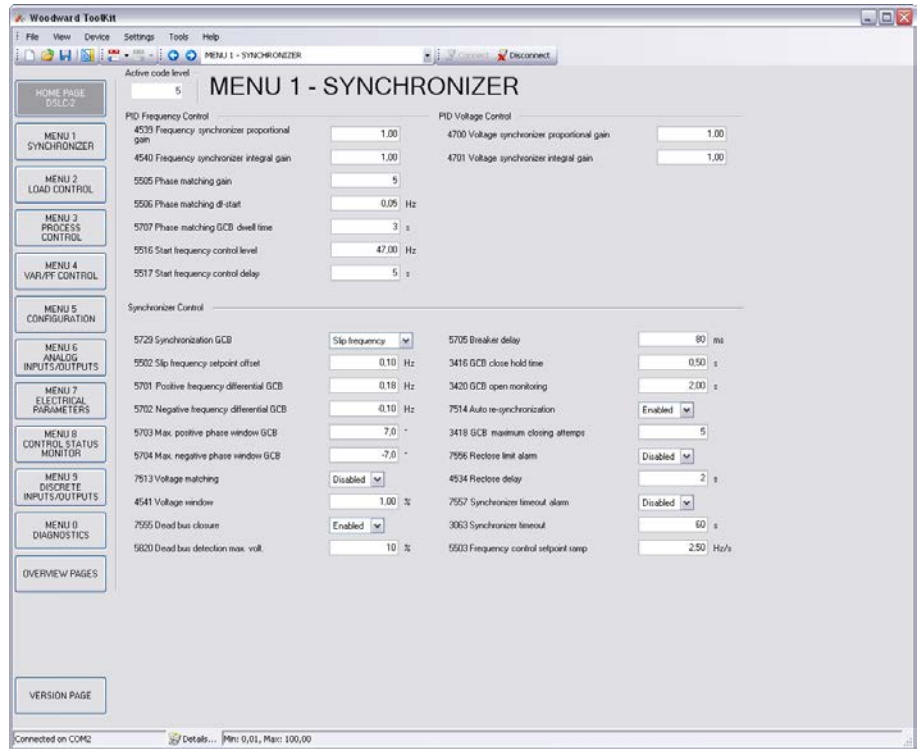 Woodward ToolKit
File View Device Settings Tools Help
MENU 1 - SYNCHRONIZER Connect Disconnect
Active code level
5
MENU 1 - SYNCHRONIZER
HOME PAGE
DSLC-2
MENU 1
SYNCHRONIZER
MENU 2
LOAD CONTROL
MENU 3
PROCESS
CONTROL
MENU 4
VAR/PF CONTROL
MENU 5
CONFIGURATION
MENU 6
ANALOG
INPUTS/OUTPUTS
MENU 7
ELECTRICAL
PARAMETERS
MENU 8
CONTROL STATUS
MONITOR
MENU 9
DISCRETE
INPUTS/OUTPUTS
MENU 0
DIAGNOSTICS
OVERVIEW PAGES
VERSION PAGE
PID Frequency Control
4539 Frequency synchronizer proportional
gain 1,00
4540 Frequency synchronizer integral gain 1,00
5505 Phase matching gain 5
5506 Phase matching df-start 0,05 Hz
5707 Phase matching GCB dwell time 3 s
5516 Start frequency control level 47,00 Hz
5517 Start frequency control delay 5 s
PID Voltage Control
4700 Voltage synchronizer proportional gain 1,00
4701 Voltage synchronizer integral gain 1,00
Synchronizer Control
5729 Synchronization GCB Slip frequency
5502 Slip frequency setpoint offset 0,10 Hz
5701 Positive frequency differential GCB 0,18 Hz
5702 Negative frequency differential GCB -0,10 Hz
5703 Max. positive phase window GCB 7,0 °
5704 Max. negative phase window GCB -7,0 °
7513 Voltage matching Disabled
4541 Voltage window 1,00 %
7555 Dead bus closure Enabled
5820 Dead bus detection max. volt. 10 %
5705 Breaker delay 80 ms
3416 GCB close hold time 0,50 s
3420 GCB open monitoring 2,00 s
7514 Auto re-synchronization Enabled
3418 GCB maximum closing attemps 5
7556 Reclose limit alarm Disabled
4534 Reclose delay 2 s
7557 Synchronizer timeout alarm Disabled
3063 Synchronizer timeout 60 s
5503 Frequency control setpoint ramp 2,50 Hz/s
Connected on COM2 Details... Min: 0,01, Max: 100,00